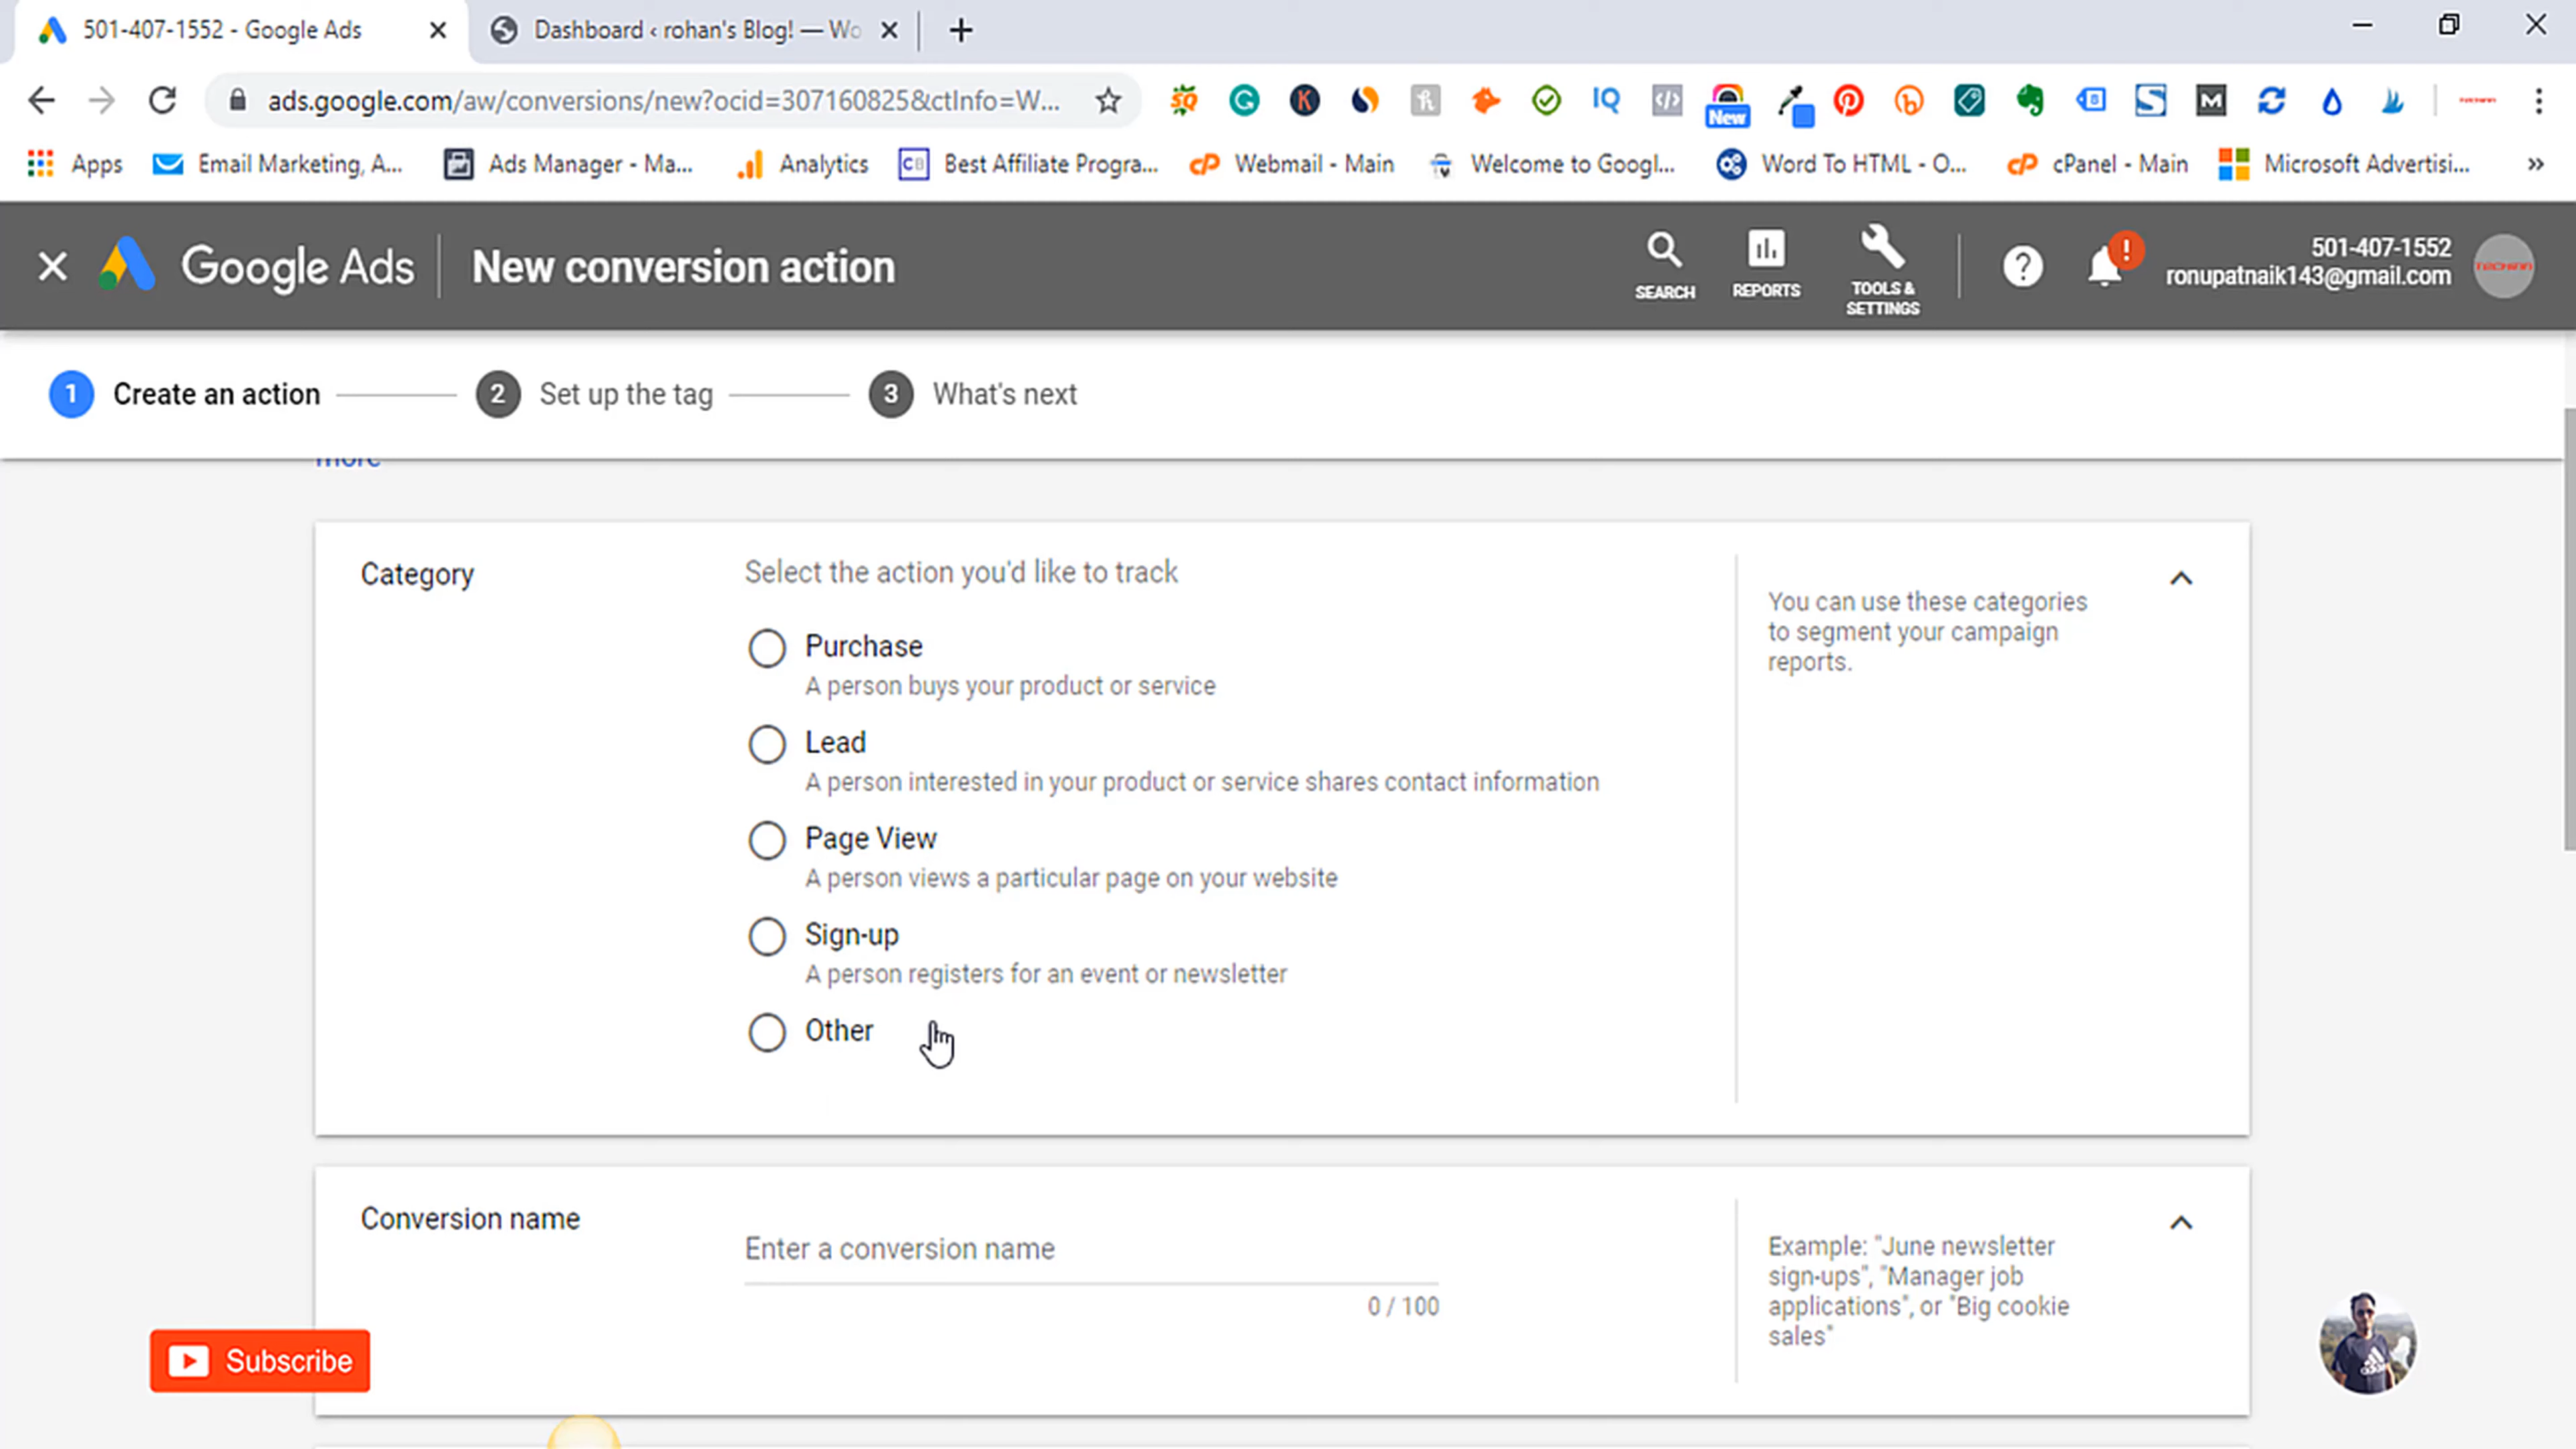 501-407-1552 - Google Ads
Dashboard ‹ rohan's Blog! — Wo
ads.google.com/aw/conversions/new?ocid=307160825&ctInfo=W...
New
Apps
Email Marketing, A...
Ads Manager - Ma...
Analytics
Best Affiliate Progra...
Webmail - Main
Welcome to Googl...
Word To HTML - O...
cPanel - Main
Microsoft Advertisi...
Google Ads
New conversion action
SEARCH
REPORTS
TOOLS &
SETTINGS
501-407-1552
ronupatnaik143@gmail.com
1 Create an action
2 Set up the tag
3 What's next
more
Category
Select the action you'd like to track
Purchase
A person buys your product or service
Lead
A person interested in your product or service shares contact information
Page View
A person views a particular page on your website
Sign-up
A person registers for an event or newsletter
Other
You can use these categories
to segment your campaign
reports.
Conversion name
Enter a conversion name
0 / 100
Example: "June newsletter
sign-ups", "Manager job
applications", or "Big cookie
sales"
Subscribe